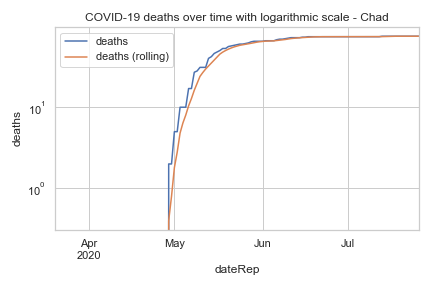 COVID-19 deaths over time with logarithmic scale - Chad
deaths
deaths (rolling)
deaths
10¹
10⁰
Apr
2020
May
Jun
Jul
dateRep